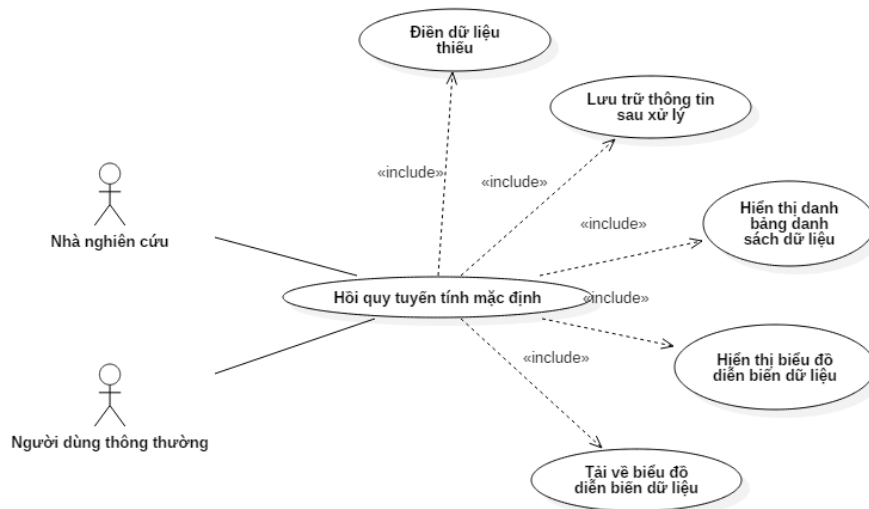 Điền dữ liệu
thiếu
Lưu trữ thông tin
sau xử lý
«include»
«include»
Nhà nghiên cứu
«include»
Hiển thị danh
bảng danh
sách dữ liệu
Hồi quy tuyến tính mặc định
«include»
«include»
Hiển thị biểu đồ
diễn biến dữ liệu
Người dùng thông thường
Tải về biểu đồ
diễn biến dữ liệu